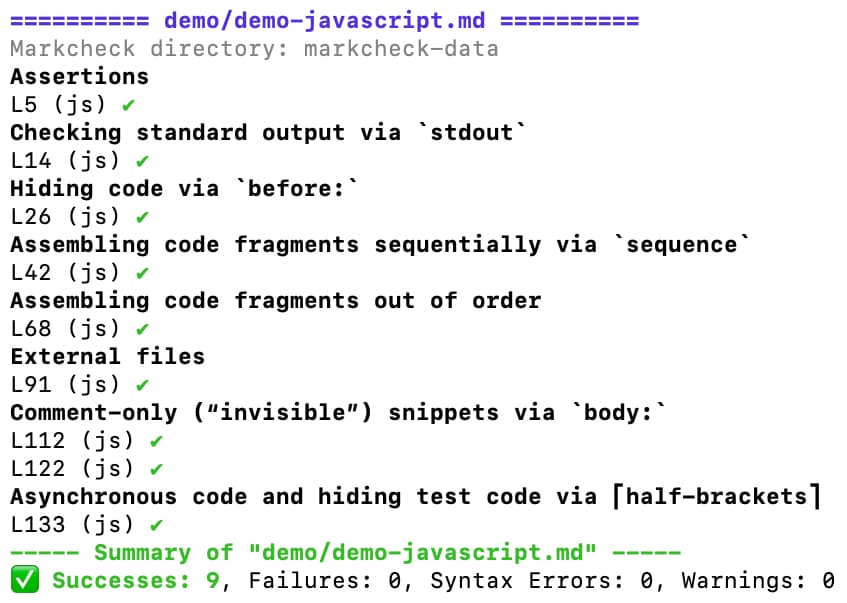 ========== demo/demo-javascript.md ==========
Markcheck directory: markcheck-data
Assertions
L5 (js) ✔
Checking standard output via `stdout`
L14 (js) ✔
Hiding code via `before:`
L26 (js) ✔
Assembling code fragments sequentially via `sequence`
L42 (js) ✔
Assembling code fragments out of order
L68 (js) ✔
External files
L91 (js) ✔
Comment-only (“invisible”) snippets via `body:`
L112 (js) ✔
L122 (js) ✔
Asynchronous code and hiding test code via ⎡half-brackets⎤
L133 (js) ✔
----- Summary of "demo/demo-javascript.md" -----
✅ Successes: 9, Failures: 0, Syntax Errors: 0, Warnings: 0